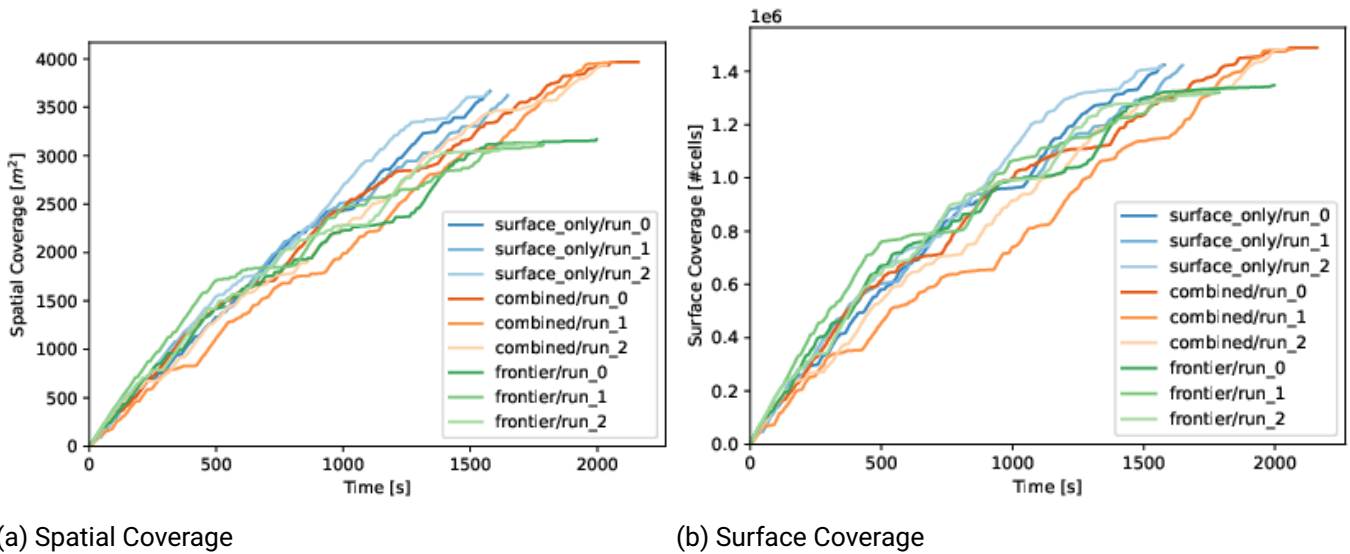 4000
3500
3000
2500
2000
1500
1000
500
0
Spatial Coverage [m²]
surface_only/run_0
surface_only/run_1
surface_only/run_2
combined/run_0
combined/run_1
combined/run_2
frontier/run_0
frontier/run_1
frontier/run_2
0 500 1000 1500 2000
Time [s]
(a) Spatial Coverage
1e6
1.4
1.2
1.0
0.8
0.6
0.4
0.2
0.0
Surface Coverage [#cells]
surface_only/run_0
surface_only/run_1
surface_only/run_2
combined/run_0
combined/run_1
combined/run_2
frontier/run_0
frontier/run_1
frontier/run_2
0 500 1000 1500 2000
Time [s]
(b) Surface Coverage